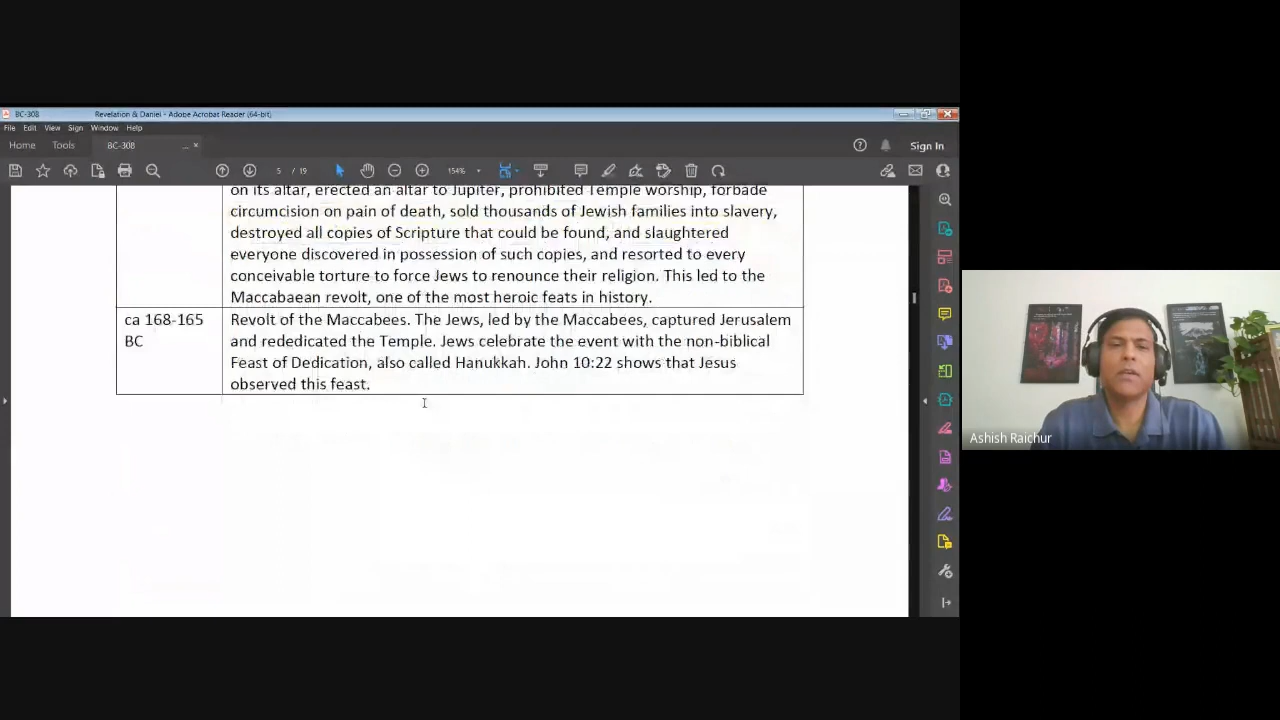 BC-308 Revelation & Daniel - Adobe Acrobat Reader (64-bit)
File Edit View Sign Window Help
Home Tools BC-308 ... × Sign In
5 / 19 154%
on its altar, erected an altar to Jupiter, prohibited Temple worship, forbade
circumcision on pain of death, sold thousands of Jewish families into slavery,
destroyed all copies of Scripture that could be found, and slaughtered
everyone discovered in possession of such copies, and resorted to every
conceivable torture to force Jews to renounce their religion. This led to the
Maccabaean revolt, one of the most heroic feats in history.
ca 168-165
BC
Revolt of the Maccabees. The Jews, led by the Maccabees, captured Jerusalem
and rededicated the Temple. Jews celebrate the event with the non-biblical
Feast of Dedication, also called Hanukkah. John 10:22 shows that Jesus
observed this feast.
Ashish Raichur